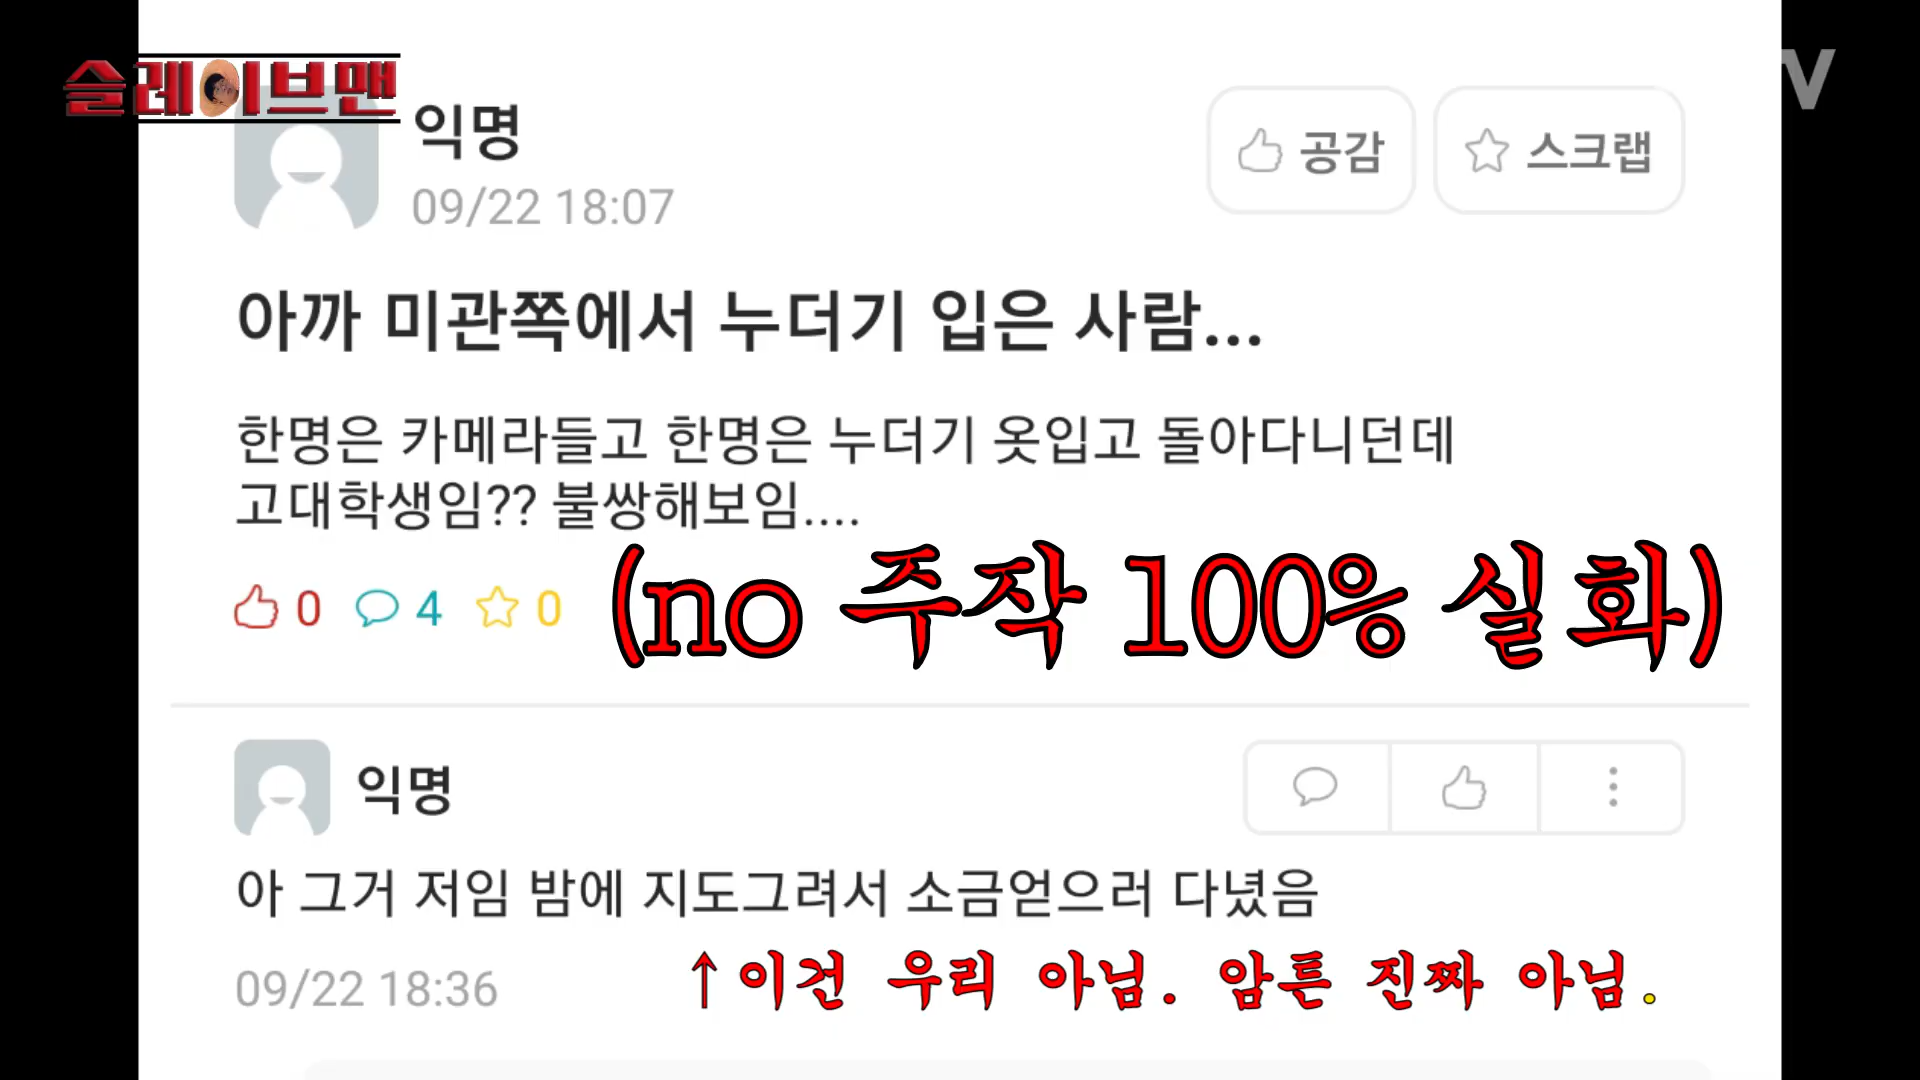 슬레이브맨
V
익명
09/22 18:07
공감
스크랩
아까 미관쪽에서 누더기 입은 사람...
한명은 카메라들고 한명은 누더기 옷입고 돌아다니던데
고대학생임?? 불쌍해보임....
0 4 0
(no 주작 100% 실화)
익명
아 그거 저임 밤에 지도그려서 소금얻으러 다녔음
09/22 18:36
↑이건 우리 아님. 암튼 진짜 아님.